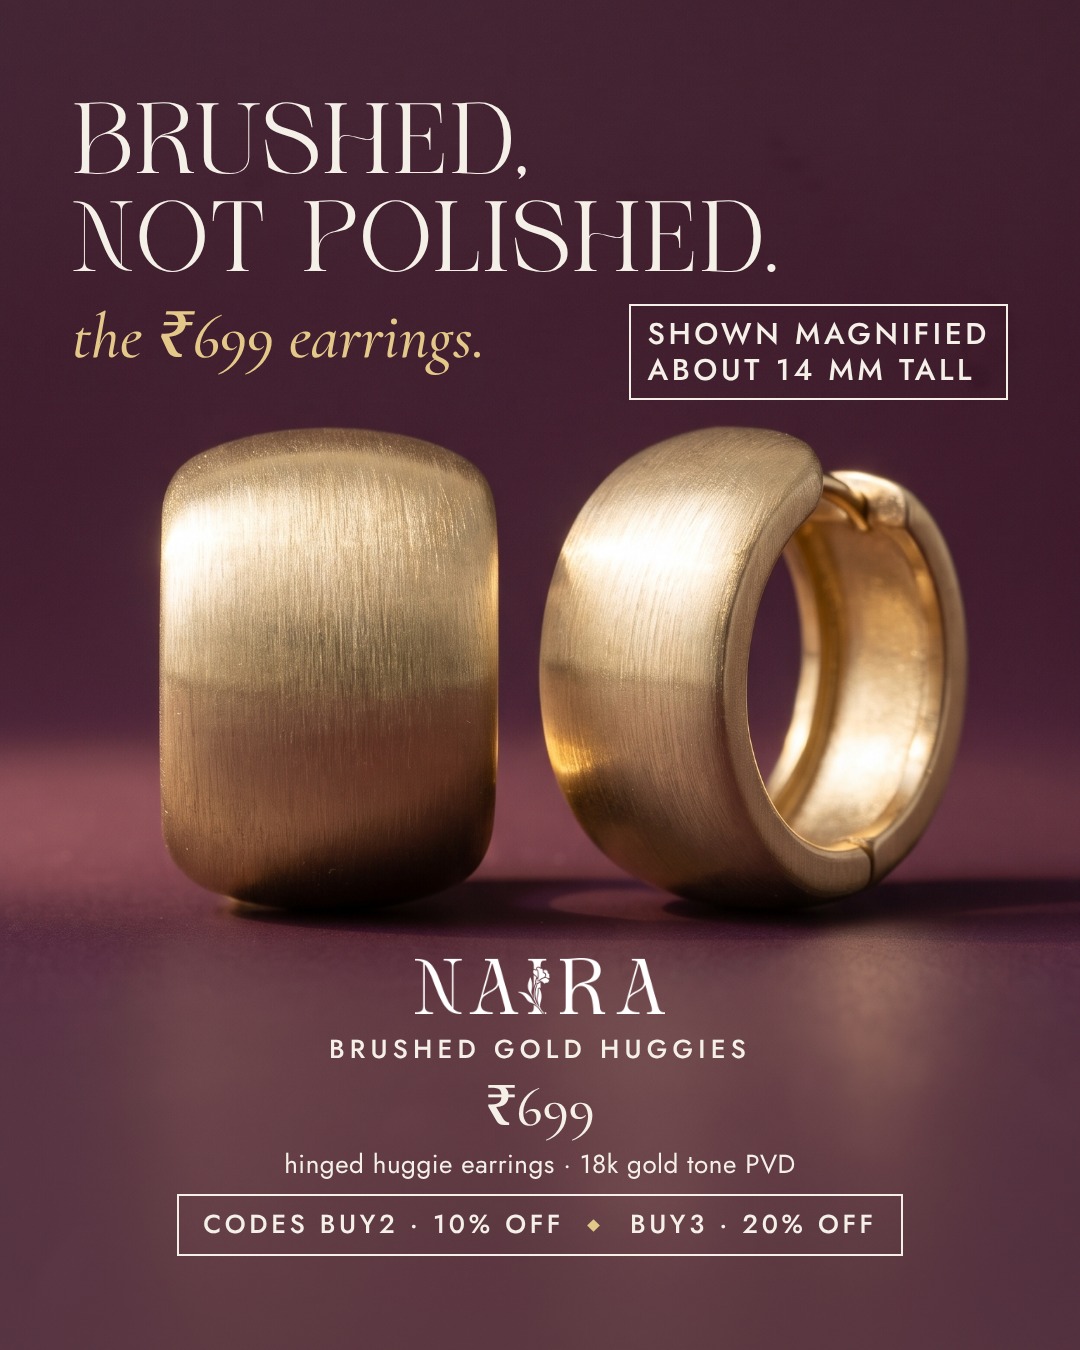 BRUSHED,
NOT POLISHED.
the ₹699 earrings.
SHOWN MAGNIFIED
ABOUT 14 MM TALL
NAIRA
BRUSHED GOLD HUGGIES
₹699
hinged huggie earrings · 18k gold tone PVD
CODES BUY2 · 10% OFF ◆ BUY3 · 20% OFF